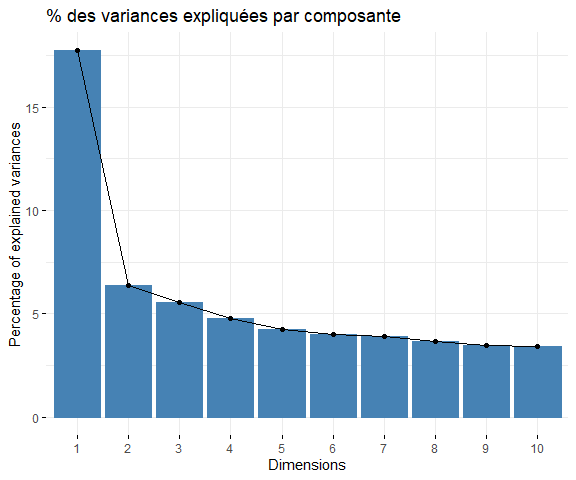 % des variances expliquées par composante
Percentage of explained variances
15
10
5
0
1 2 3 4 5 6 7 8 9 10
Dimensions